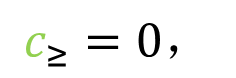 c≥ = 0,